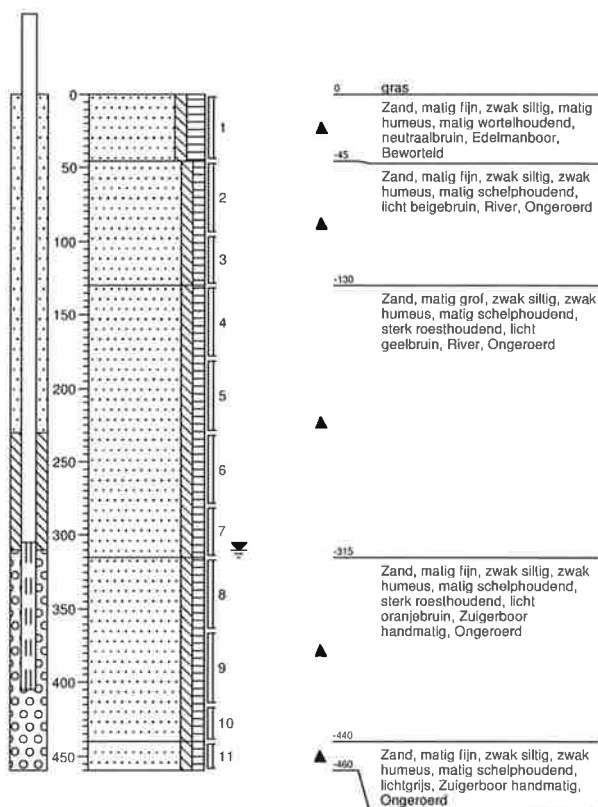 0
50
100
150
200
250
300
350
400
450
1
2
3
4
5
6
7
8
9
10
11
0 gras
Zand, matig fijn, zwak siltig, matig
humeus, matig wortelhoudend,
neutraalbruin, Edelmanboor,
Beworteld
-45
Zand, matig fijn, zwak siltig, zwak
humeus, matig schelphoudend,
licht beigebruin, River, Ongeroerd
-130
Zand, matig grof, zwak siltig, zwak
humeus, matig schelphoudend,
sterk roesthoudend, licht
geelbruin, River, Ongeroerd
-315
Zand, matig fijn, zwak siltig, zwak
humeus, matig schelphoudend,
sterk roesthoudend, licht
oranjebruin, Zuigerboor
handmatig, Ongeroerd
-440
Zand, matig fijn, zwak siltig, zwak
humeus, matig schelphoudend,
lichtgrijs, Zuigerboor handmatig,
Ongeroerd
-460